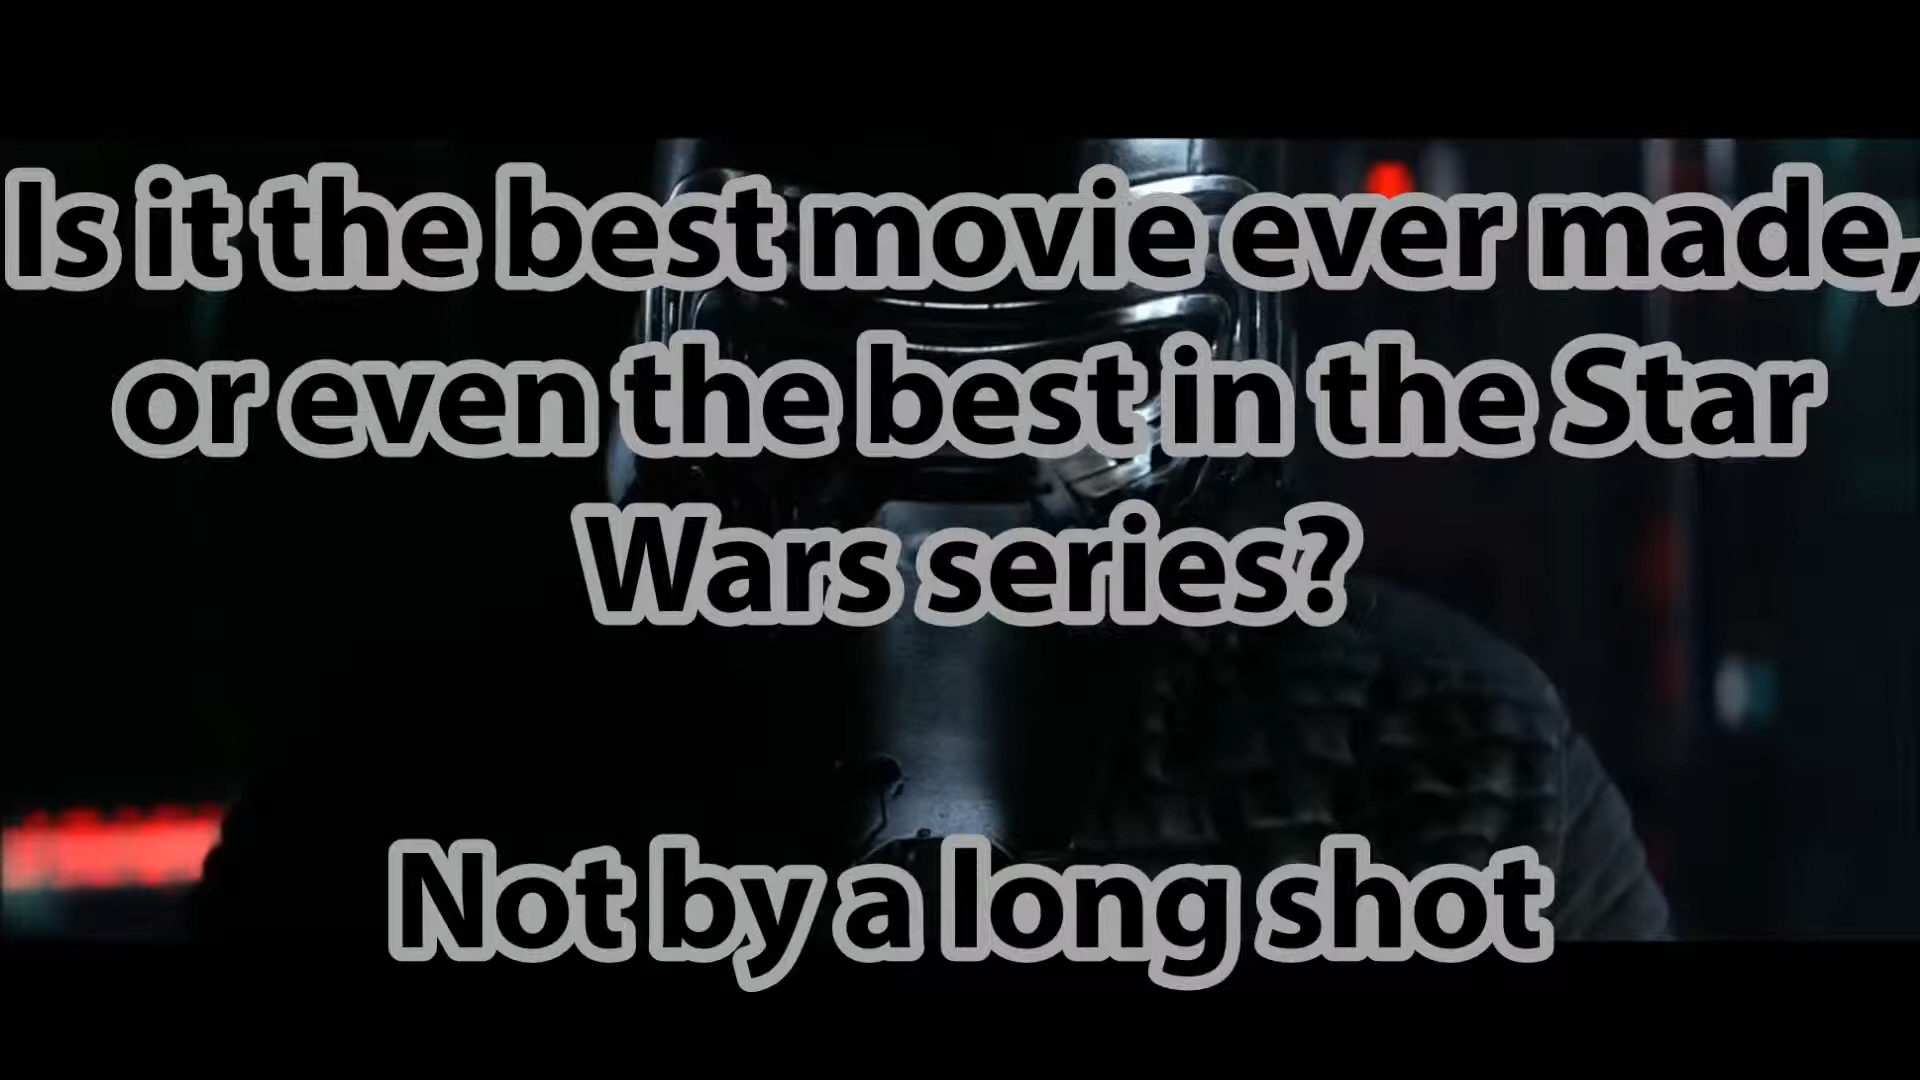 Is it the best movie ever made,
or even the best in the Star
Wars series?
Not by a long shot